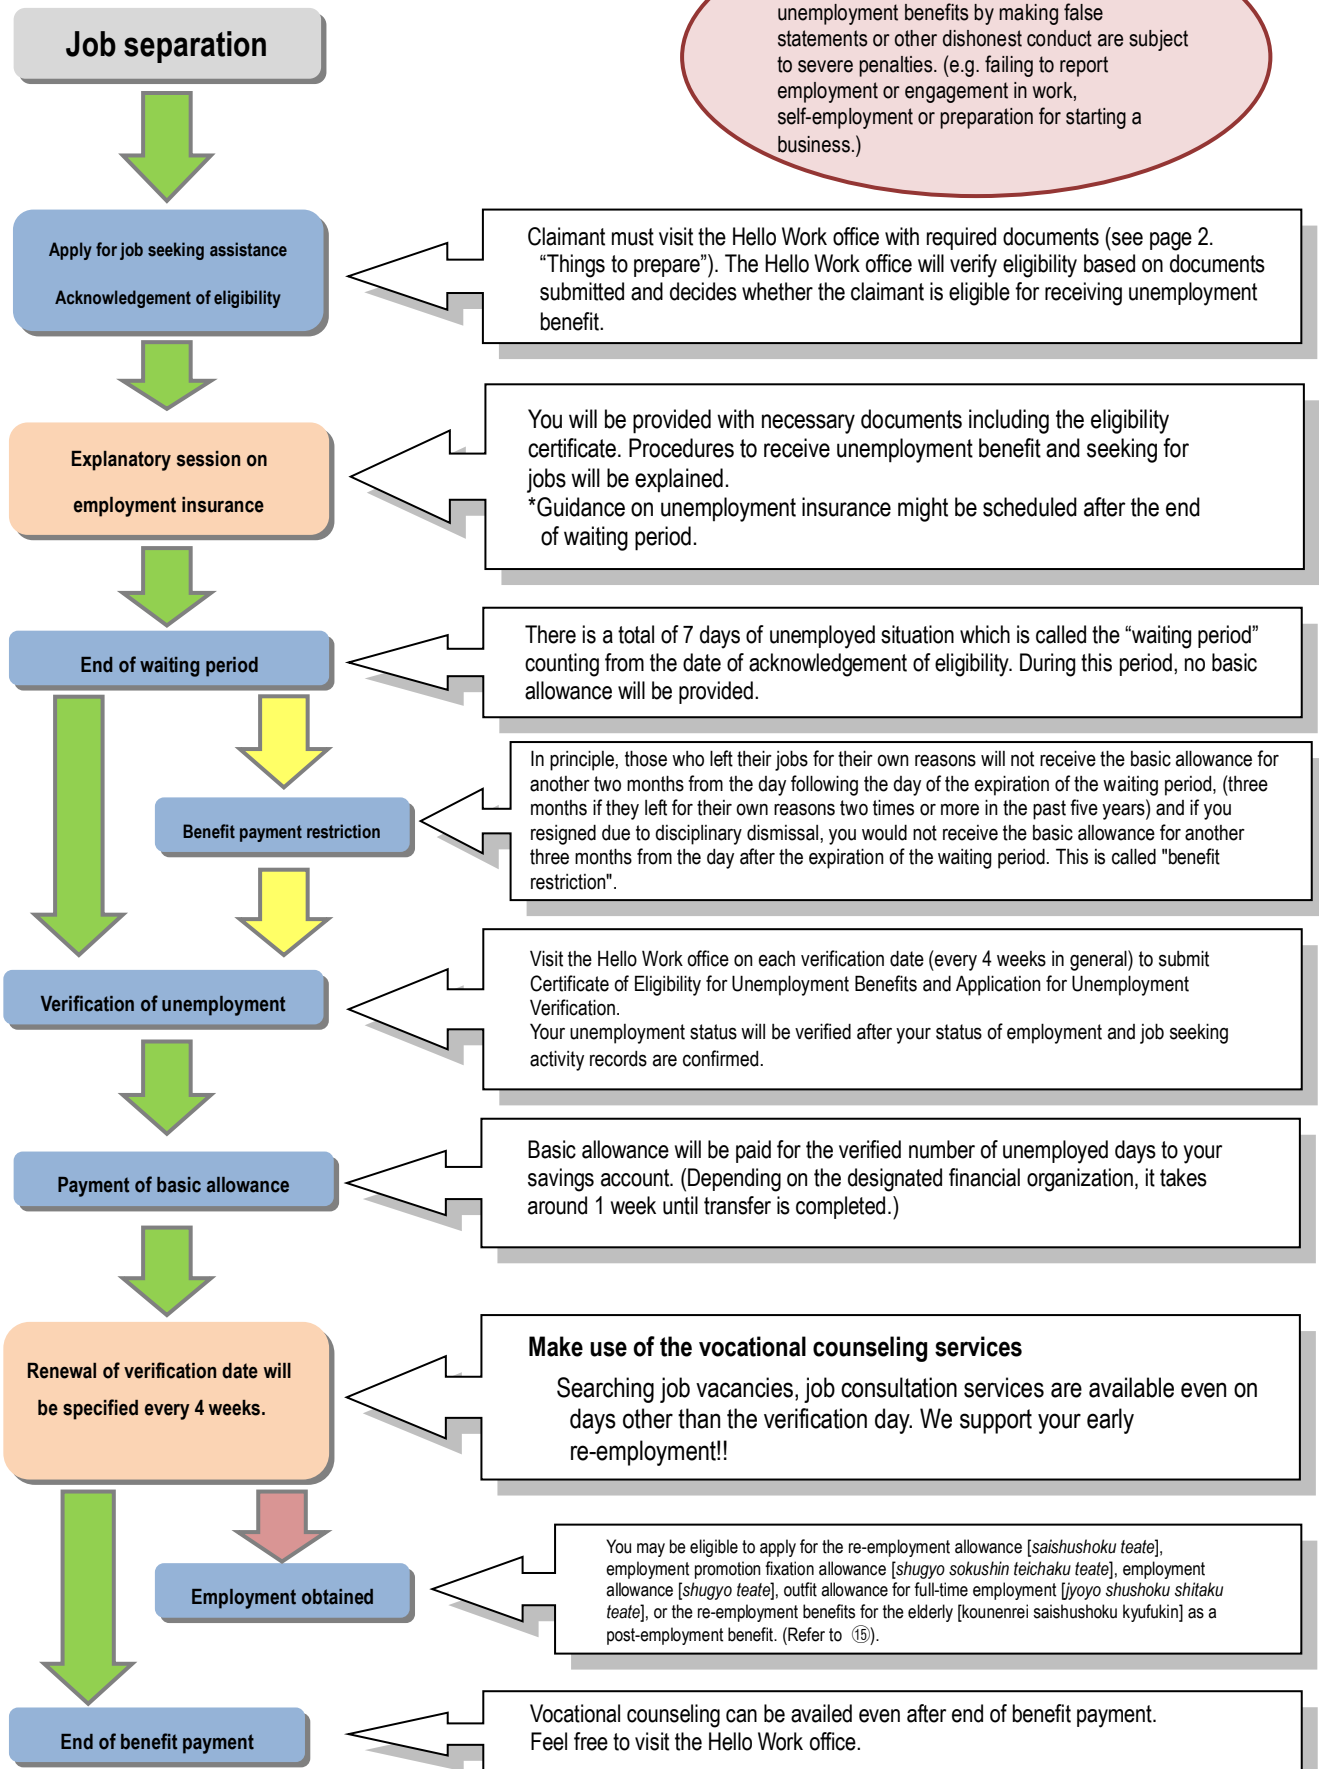 Job separation
unemployment benefits by making false
statements or other dishonest conduct are subject
to severe penalties. (e.g. failing to report
employment or engagement in work,
self-employment or preparation for starting a
business.)
Apply for job seeking assistance
Acknowledgement of eligibility
Claimant must visit the Hello Work office with required documents (see page 2.
“Things to prepare”). The Hello Work office will verify eligibility based on documents
submitted and decides whether the claimant is eligible for receiving unemployment
benefit.
Explanatory session on
employment insurance
You will be provided with necessary documents including the eligibility
certificate. Procedures to receive unemployment benefit and seeking for
jobs will be explained.
*Guidance on unemployment insurance might be scheduled after the end
of waiting period.
End of waiting period
There is a total of 7 days of unemployed situation which is called the “waiting period”
counting from the date of acknowledgement of eligibility. During this period, no basic
allowance will be provided.
Benefit payment restriction
In principle, those who left their jobs for their own reasons will not receive the basic allowance for
another two months from the day following the day of the expiration of the waiting period, (three
months if they left for their own reasons two times or more in the past five years) and if you
resigned due to disciplinary dismissal, you would not receive the basic allowance for another
three months from the day after the expiration of the waiting period. This is called "benefit
restriction".
Verification of unemployment
Visit the Hello Work office on each verification date (every 4 weeks in general) to submit
Certificate of Eligibility for Unemployment Benefits and Application for Unemployment
Verification.
Your unemployment status will be verified after your status of employment and job seeking
activity records are confirmed.
Payment of basic allowance
Basic allowance will be paid for the verified number of unemployed days to your
savings account. (Depending on the designated financial organization, it takes
around 1 week until transfer is completed.)
Renewal of verification date will
be specified every 4 weeks.
Make use of the vocational counseling services
Searching job vacancies, job consultation services are available even on
days other than the verification day. We support your early
re-employment!!
Employment obtained
You may be eligible to apply for the re-employment allowance [saishushoku teate],
employment promotion fixation allowance [shugyo sokushin teichaku teate], employment
allowance [shugyo teate], outfit allowance for full-time employment [jyoyo shushoku shitaku
teate], or the re-employment benefits for the elderly [kounenrei saishushoku kyufukin] as a
post-employment benefit. (Refer to ⑮).
End of benefit payment
Vocational counseling can be availed even after end of benefit payment.
Feel free to visit the Hello Work office.